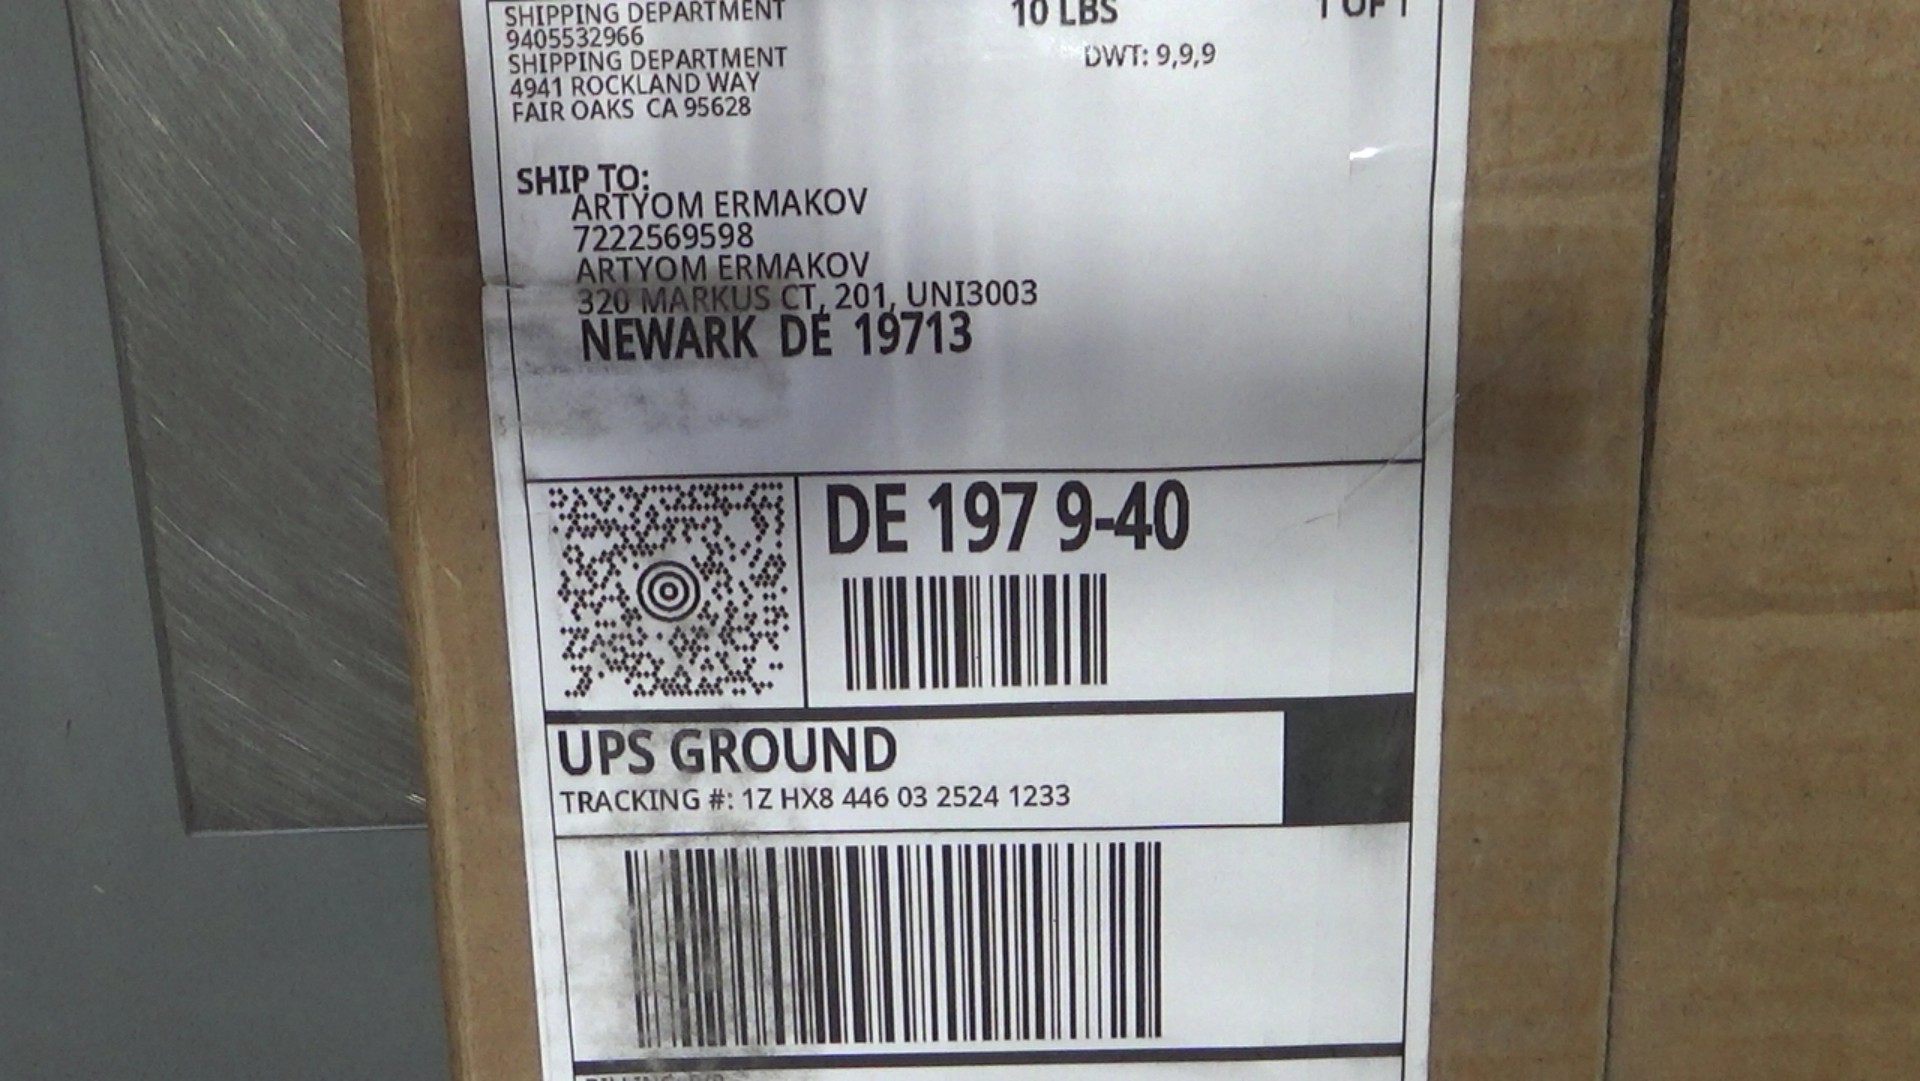 SHIPPING DEPARTMENT
9405532966
SHIPPING DEPARTMENT
4941 ROCKLAND WAY
FAIR OAKS CA 95628
10 LBS
1 OF 1
DWT: 9,9,9
SHIP TO:
ARTYOM ERMAKOV
7222569598
ARTYOM ERMAKOV
320 MARKUS CT, 201, UNI3003
NEWARK DE 19713
DE 197 9-40
UPS GROUND
TRACKING #: 1Z HX8 446 03 2524 1233